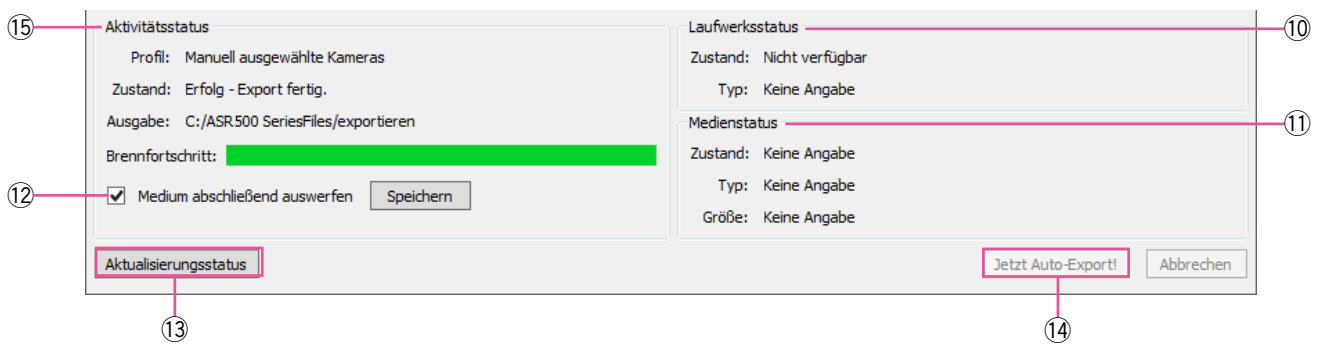 ⑮
Aktivitätsstatus
Profil: Manuell ausgewählte Kameras
Zustand: Erfolg - Export fertig.
Ausgabe: C:/ASR500 SeriesFiles/exportieren
Brennfortschritt:
⑫
Medium abschließend auswerfen
Speichern
Laufwerksstatus
⑩
Zustand: Nicht verfügbar
Typ: Keine Angabe
Medienstatus
⑪
Zustand: Keine Angabe
Typ: Keine Angabe
Größe: Keine Angabe
Aktualisierungsstatus
Jetzt Auto-Export!
Abbrechen
⑬
⑭